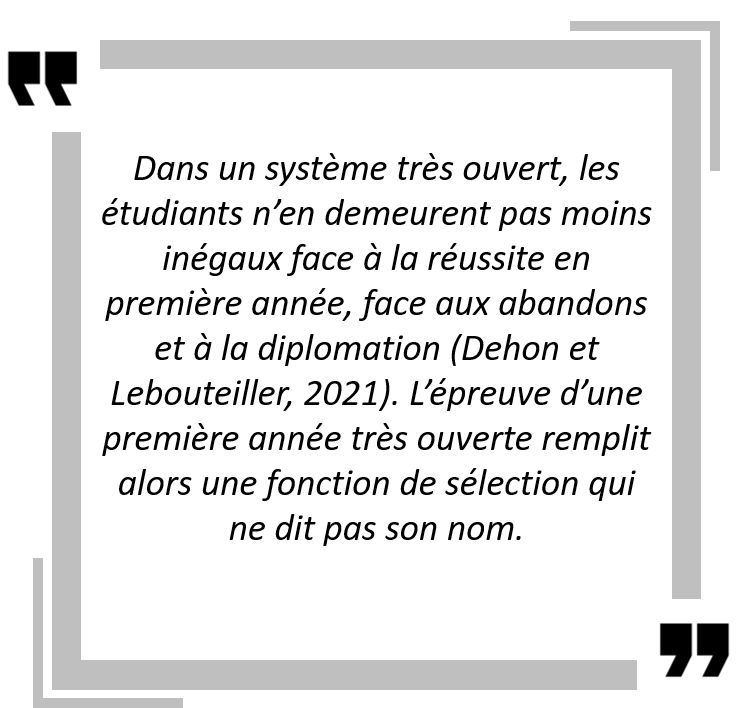 Dans un système très ouvert, les
étudiants n’en demeurent pas moins
inégaux face à la réussite en
première année, face aux abandons
et à la diplomation (Dehon et
Lebouteiller, 2021). L’épreuve d’une
première année très ouverte remplit
alors une fonction de sélection qui
ne dit pas son nom.